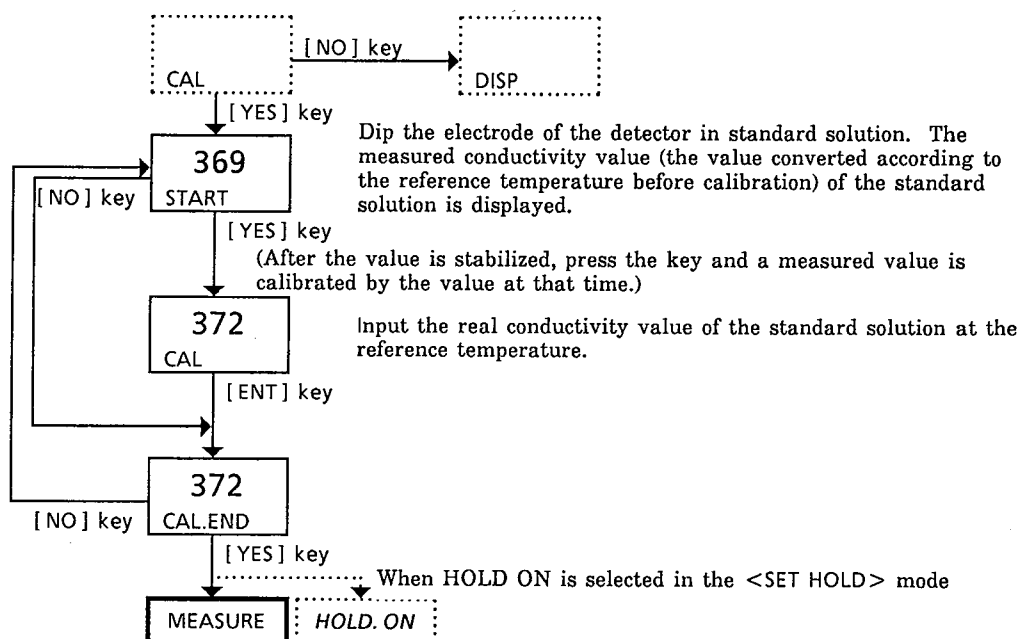 [ NO ] key
CAL
DISP
[ YES ] key
Dip the electrode of the detector in standard solution. The
measured conductivity value (the value converted according to
the reference temperature before calibration) of the standard
solution is displayed.
369
START
[ NO ] key
[ YES ] key
(After the value is stabilized, press the key and a measured value is
calibrated by the value at that time.)
372
CAL
Input the real conductivity value of the standard solution at the
reference temperature.
[ ENT ] key
372
CAL.END
[ NO ] key
[ YES ] key
When HOLD ON is selected in the <SET HOLD> mode
MEASURE
HOLD. ON